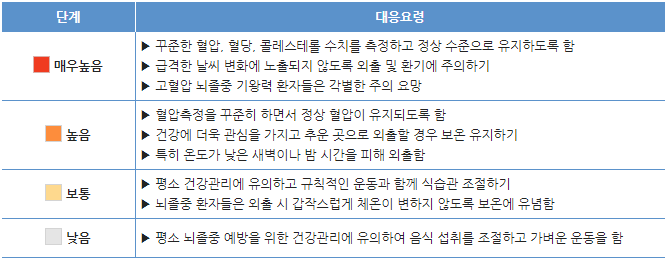 단계 대응요령
매우높음
▶ 꾸준한 혈압, 혈당, 콜레스테롤 수치를 측정하고 정상 수준으로 유지하도록 함
▶ 급격한 날씨 변화에 노출되지 않도록 외출 및 환기에 주의하기
▶ 고혈압 뇌졸중 기왕력 환자들은 각별한 주의 요망
높음
▶ 혈압측정을 꾸준히 하면서 정상 혈압이 유지되도록 함
▶ 건강에 더욱 관심을 가지고 추운 곳으로 외출할 경우 보온 유지하기
▶ 특히 온도가 낮은 새벽이나 밤 시간을 피해 외출함
보통
▶ 평소 건강관리에 유의하고 규칙적인 운동과 함께 식습관 조절하기
▶ 뇌졸중 환자들은 외출 시 갑작스럽게 체온이 변하지 않도록 보온에 유념함
낮음
▶ 평소 뇌졸중 예방을 위한 건강관리에 유의하여 음식 섭취를 조절하고 가벼운 운동을 함